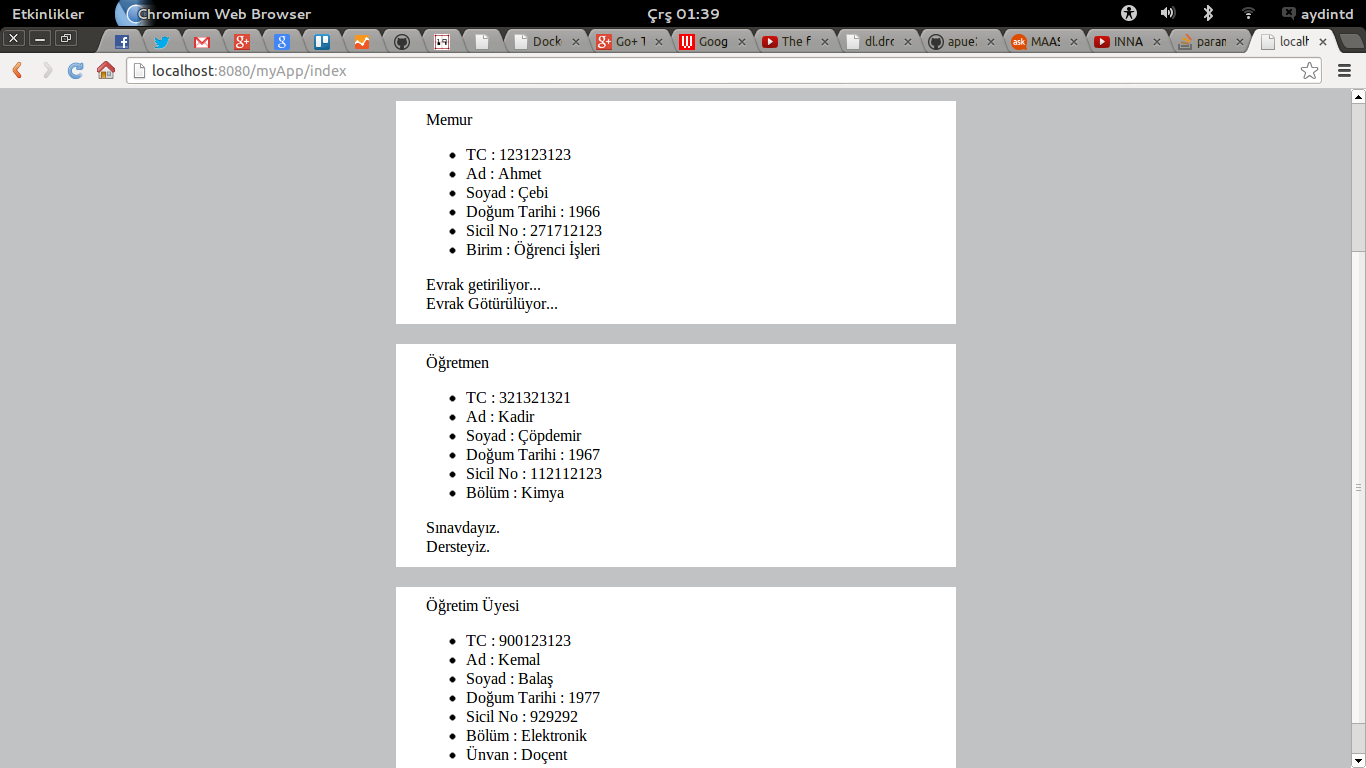 Etkinlikler
Chromium Web Browser
Çrş 01:39
aydintd
Dock
Go+ T
Goog
The f
dl.dro
apue
ask
MAAS
INNA
param
localh
localhost:8080/myApp/index
Memur
TC : 123123123
Ad : Ahmet
Soyad : Çebi
Doğum Tarihi : 1966
Sicil No : 271712123
Birim : Öğrenci İşleri
Evrak getiriliyor...
Evrak Götürülüyor...
Öğretmen
TC : 321321321
Ad : Kadir
Soyad : Çöpdemir
Doğum Tarihi : 1967
Sicil No : 112112123
Bölüm : Kimya
Sınavdayız.
Dersteyiz.
Öğretim Üyesi
TC : 900123123
Ad : Kemal
Soyad : Balaş
Doğum Tarihi : 1977
Sicil No : 929292
Bölüm : Elektronik
Ünvan : Doçent